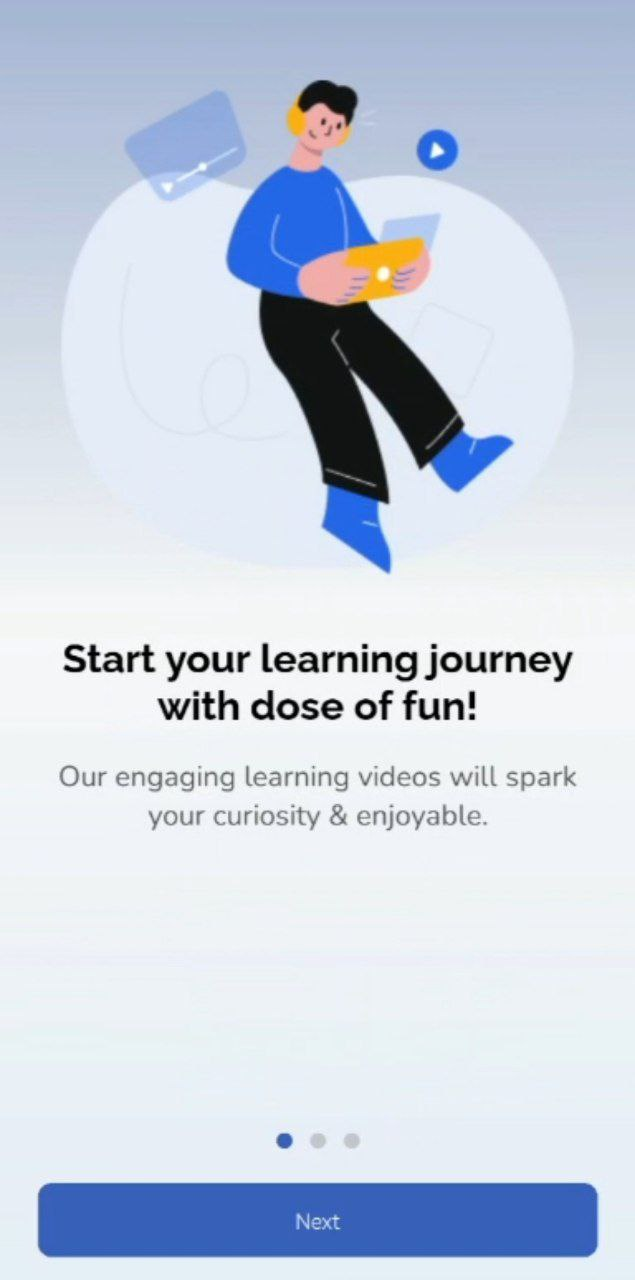 Start your learning journey
with dose of fun!
Our engaging learning videos will spark
your curiosity & enjoyable.
Next